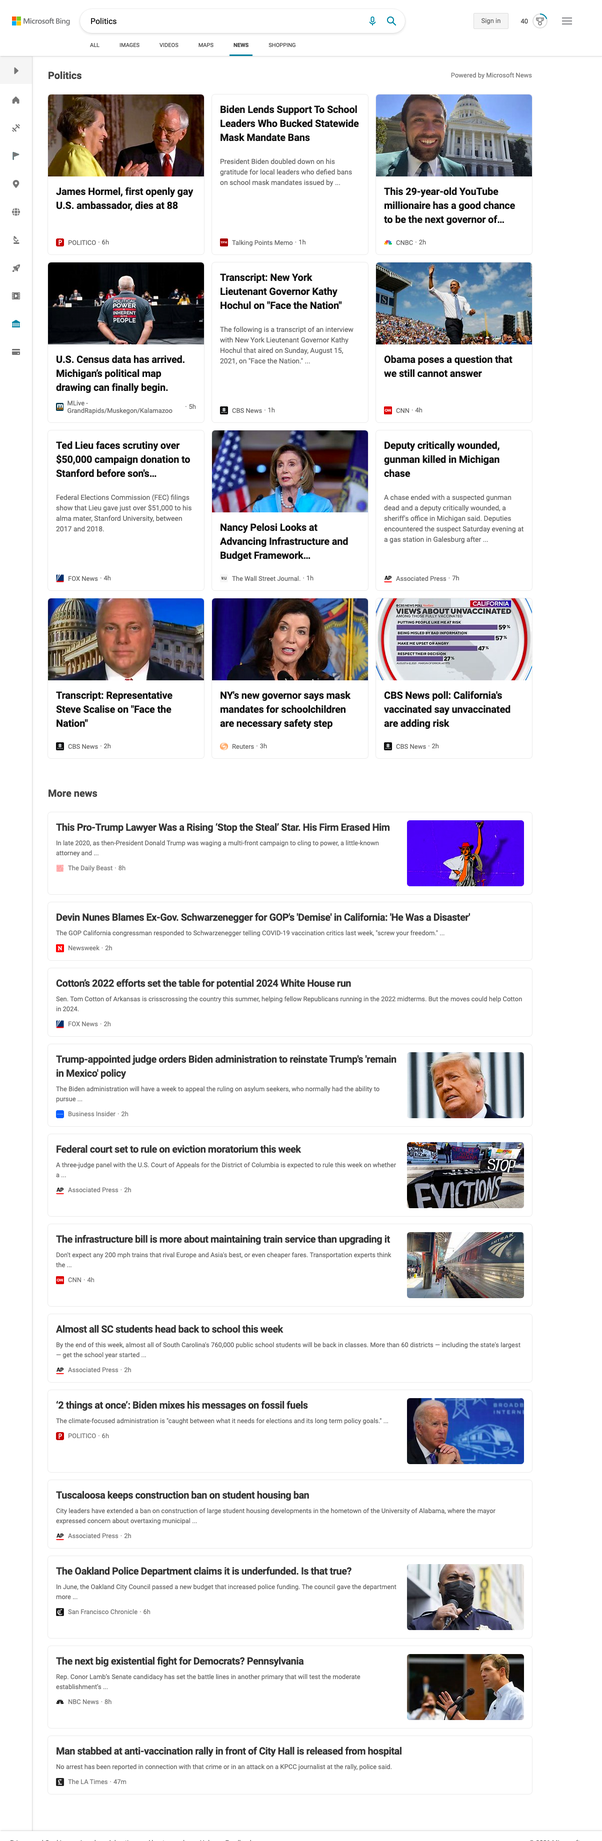 Microsoft Bing
Politics
Sign in
40
ALL
IMAGES
VIDEOS
MAPS
NEWS
SHOPPING
Politics
Powered by Microsoft News
James Hormel, first openly gay
U.S. ambassador, dies at 88
POLITICO · 6h
Biden Lends Support To School
Leaders Who Bucked Statewide
Mask Mandate Bans
President Biden doubled down on his
gratitude for local leaders who defied bans
on school mask mandates issued by ...
Talking Points Memo · 1h
This 29-year-old YouTube
millionaire has a good chance
to be the next governor of...
CNBC · 2h
POWER
INHERENT
PEOPLE
U.S. Census data has arrived.
Michigan's political map
drawing can finally begin.
MLive -
GrandRapids/Muskegon/Kalamazoo · 5h
Transcript: New York
Lieutenant Governor Kathy
Hochul on "Face the Nation"
The following is a transcript of an interview
with New York Lieutenant Governor Kathy
Hochul that aired on Sunday, August 15,
2021, on "Face the Nation." ...
CBS News · 1h
Obama poses a question that
we still cannot answer
CNN · 4h
Ted Lieu faces scrutiny over
$50,000 campaign donation to
Stanford before son's...
Federal Elections Commission (FEC) filings
show that Lieu gave just over $51,000 to his
alma mater, Stanford University, between
2017 and 2018.
FOX News · 4h
Nancy Pelosi Looks at
Advancing Infrastructure and
Budget Framework...
The Wall Street Journal. · 1h
Deputy critically wounded,
gunman killed in Michigan
chase
A chase ended with a suspected gunman
dead and a deputy critically wounded, a
sheriff's office in Michigan said. Deputies
encountered the suspect Saturday evening at
a gas station in Galesburg after ...
AP Associated Press · 7h
Transcript: Representative
Steve Scalise on "Face the
Nation"
CBS News · 2h
NY's new governor says mask
mandates for schoolchildren
are necessary safety step
Reuters · 3h
CBS NEWS POLL
CALIFORNIA
VIEWS ABOUT UNVACCINATED
AMONG THOSE FULLY VACCINATED
PUTTING PEOPLE LIKE ME AT RISK
59%
BEING MISLED BY BAD INFORMATION
57%
MAKE ME UPSET OR ANGRY
47%
RESPECT THEIR DECISION
27%
CBS News poll: California's
vaccinated say unvaccinated
are adding risk
CBS News · 2h
More news
This Pro-Trump Lawyer Was a Rising 'Stop the Steal' Star. His Firm Erased Him
In late 2020, as then-President Donald Trump was waging a multi-front campaign to cling to power, a little-known
attorney and ...
The Daily Beast · 8h
Devin Nunes Blames Ex-Gov. Schwarzenegger for GOP's 'Demise' in California: 'He Was a Disaster'
The GOP California congressman responded to Schwarzenegger telling COVID-19 vaccination critics last week, "screw your freedom." ...
N Newsweek · 2h
Cotton's 2022 efforts set the table for potential 2024 White House run
Sen. Tom Cotton of Arkansas is crisscrossing the country this summer, helping fellow Republicans running in the 2022 midterms. But the moves could help Cotton
in 2024.
FOX News · 2h
Trump-appointed judge orders Biden administration to reinstate Trump's 'remain
in Mexico' policy
The Biden administration will have a week to appeal the ruling on asylum seekers, who normally had the ability to
pursue ...
Business Insider · 2h
Federal court set to rule on eviction moratorium this week
A three-judge panel with the U.S. Court of Appeals for the District of Columbia is expected to rule this week on whether
a ...
AP Associated Press · 2h
STOP
EVICTIONS
The infrastructure bill is more about maintaining train service than upgrading it
Don't expect any 200 mph trains that rival Europe and Asia's best, or even cheaper fares. Transportation experts think
the ...
CNN · 4h
AMTRAK
Almost all SC students head back to school this week
By the end of this week, almost all of South Carolina's 760,000 public school students will be back in classes. More than 60 districts — including the state's largest
— get the school year started ...
AP Associated Press · 2h
'2 things at once': Biden mixes his messages on fossil fuels
The climate-focused administration is "caught between what it needs for elections and its long term policy goals." ...
POLITICO · 6h
BROADB
INTERN
Tuscaloosa keeps construction ban on student housing ban
City leaders have extended a ban on construction of large student housing developments in the hometown of the University of Alabama, where the mayor
expressed concern about overtaxing municipal ...
AP Associated Press · 2h
The Oakland Police Department claims it is underfunded. Is that true?
In June, the Oakland City Council passed a new budget that increased police funding. The council gave the department
more ...
San Francisco Chronicle · 6h
The next big existential fight for Democrats? Pennsylvania
Rep. Conor Lamb's Senate candidacy has set the battle lines in another primary that will test the moderate
establishment's ...
NBC News · 8h
Man stabbed at anti-vaccination rally in front of City Hall is released from hospital
No arrest has been reported in connection with that crime or in an attack on a KPCC journalist at the rally, police said.
The LA Times · 47m